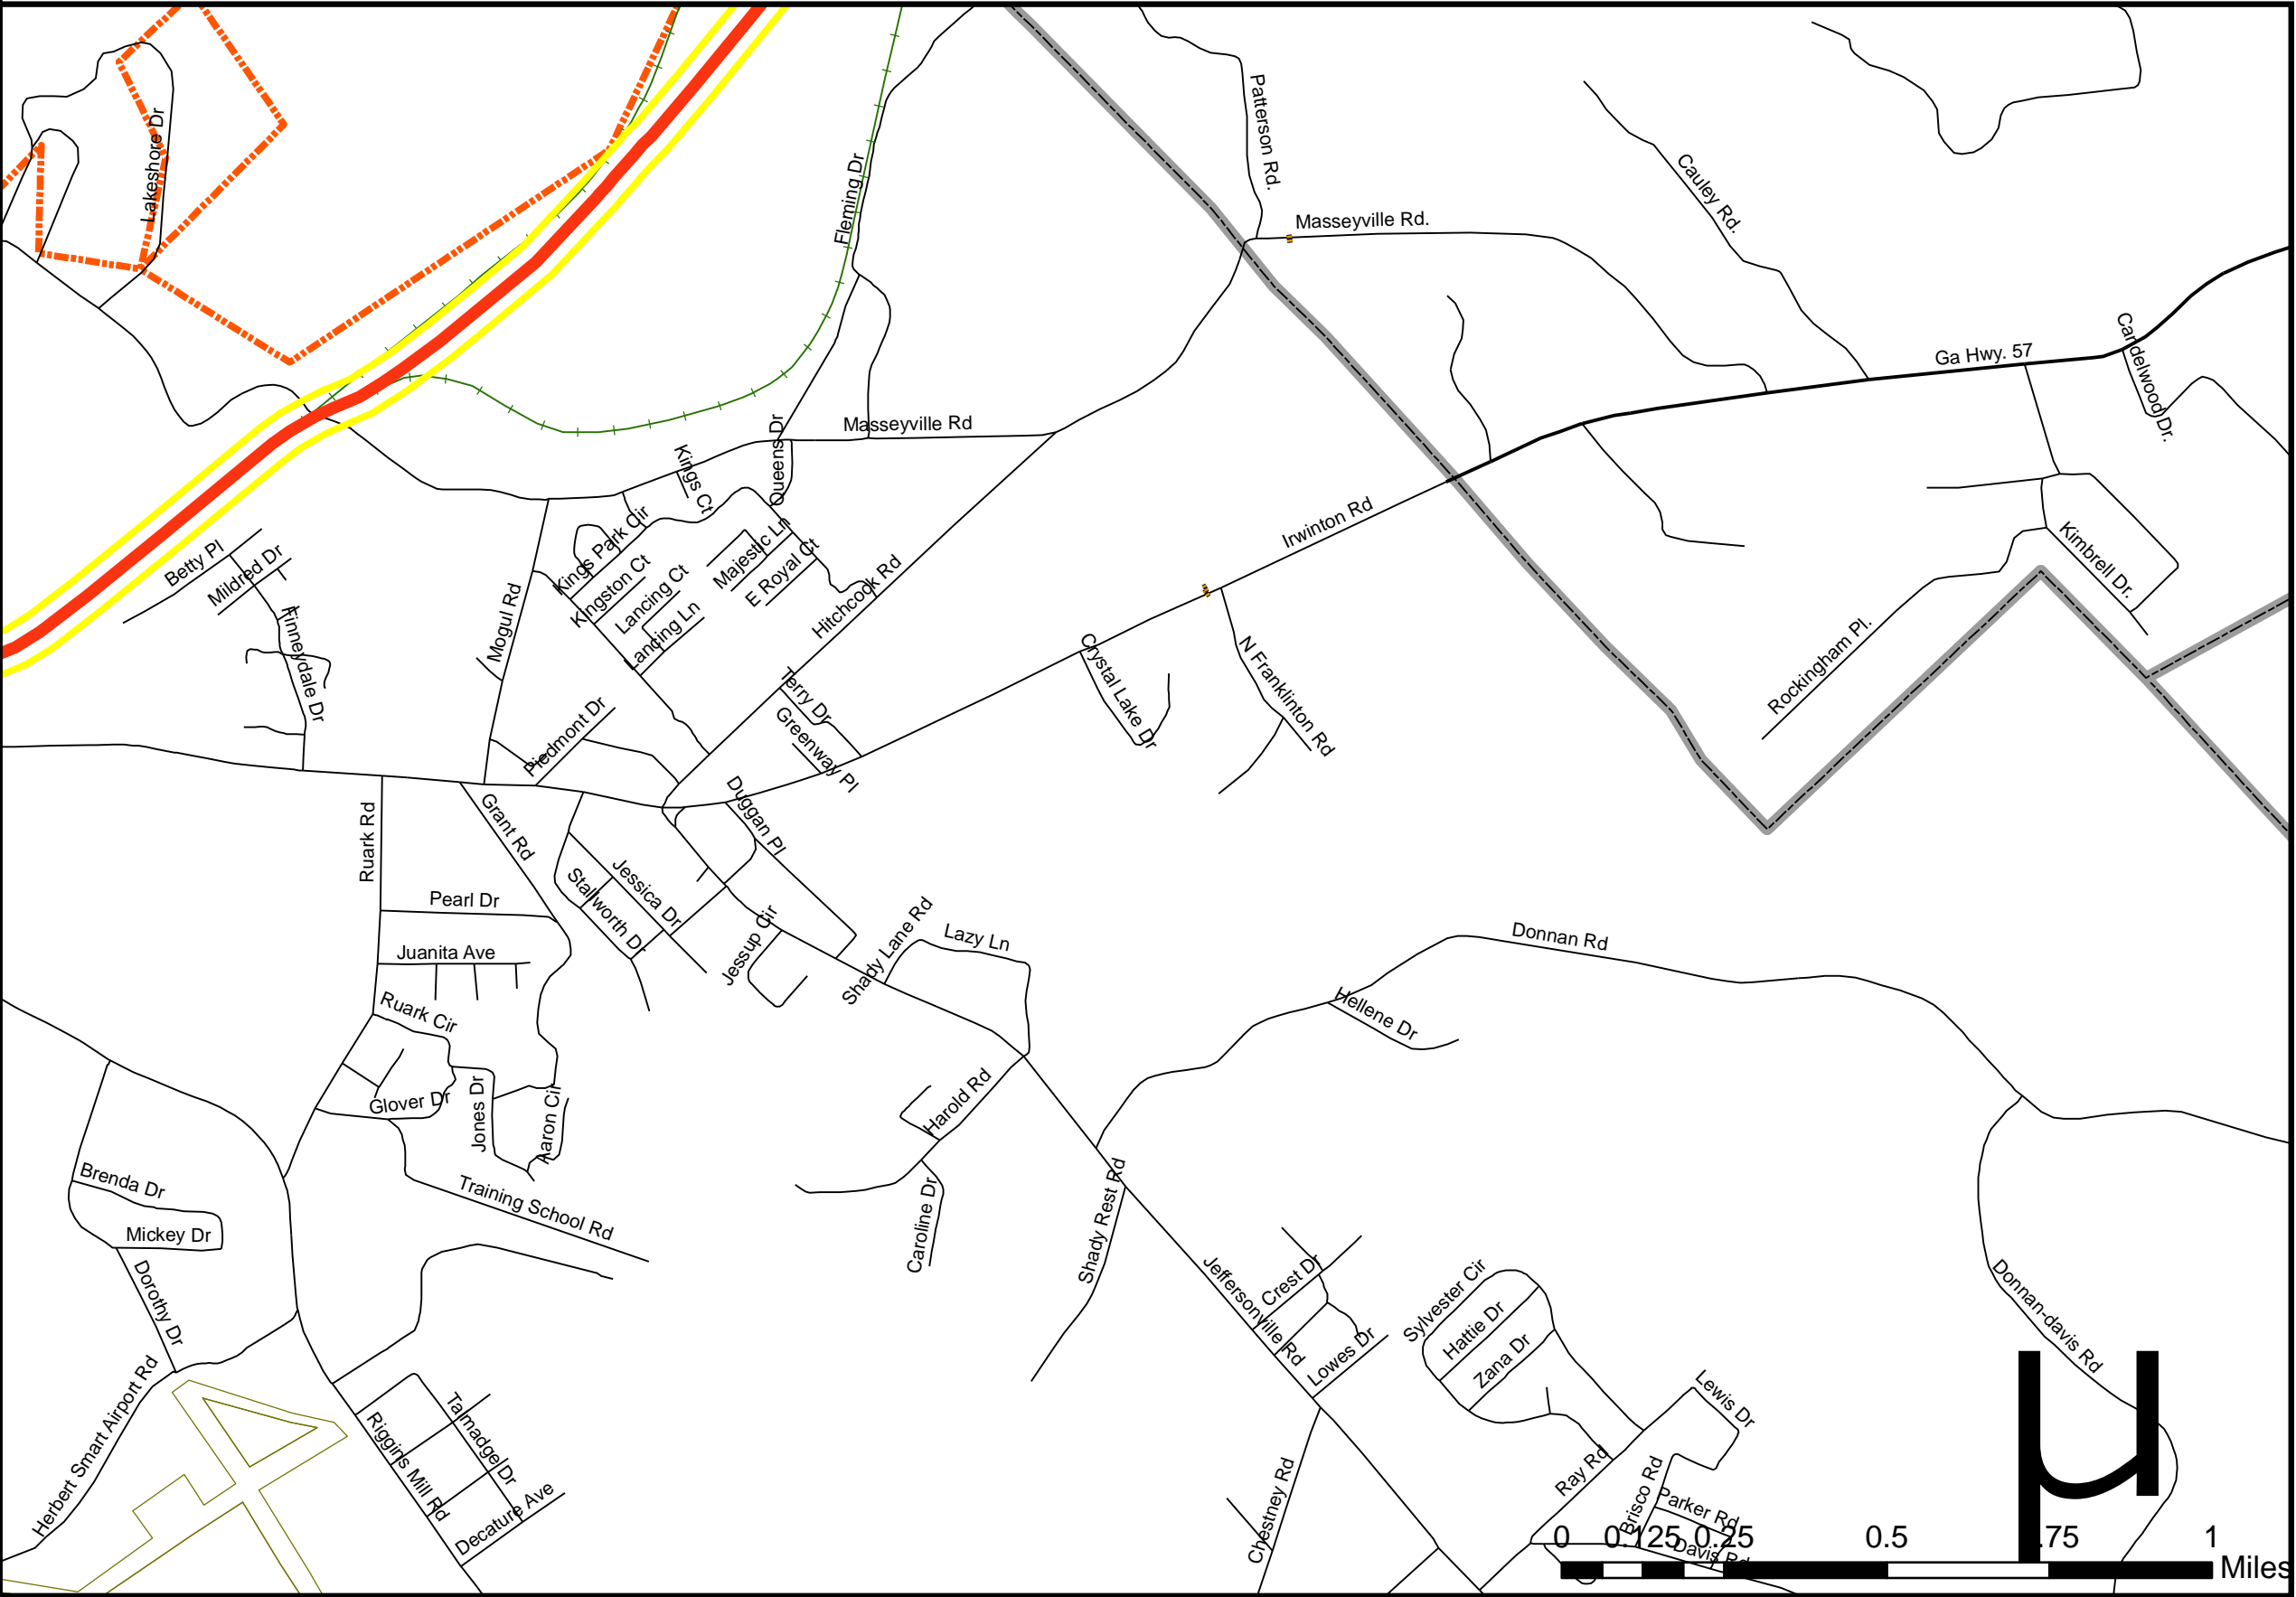 Patterson Rd.
Lakeshore Dr
Fleming Dr
Cauley Rd.
Masseyville Rd.
Candelwood Dr.
Ga Hwy. 57
Masseyville Rd
Queens Dr
Kings Ct
Irwinton Rd
Kings Park Cir
Majestic Ln
E Royal Ct
Kingston Ct
Lancing Ct
Lancing Ln
Hitchcock Rd
Betty Pl
Mildred Dr
Finneydale Dr
Mogul Rd
Kimbrell Dr.
Rockingham Pl.
Crystal Lake Dr
N Franklinton Rd
Terry Dr
Greenway Pl
Piedmont Dr
Duggan Pl
Ruark Rd
Grant Rd
Jessica Dr
Stallworth Dr
Pearl Dr
Juanita Ave
Jessup Cir
Shady Lane Rd
Lazy Ln
Donnan Rd
Hellene Dr
Ruark Cir
Glover Dr
Jones Dr
Aaron Cir
Harold Rd
Caroline Dr
Shady Rest Rd
Training School Rd
Brenda Dr
Mickey Dr
Dorothy Dr
Herbert Smart Airport Rd
Jeffersonville Rd
Crest Dr
Lowes Dr
Sylvester Cir
Hattie Dr
Zana Dr
Donnan-davis Rd
Lewis Dr
Ray Rd
Brisco Rd
Parker Rd
Davis Rd
Chestney Rd
Talmadge Dr
Riggins Mill Rd
Decature Ave
µ
0 0.125 0.25 0.5 .75 1
Miles